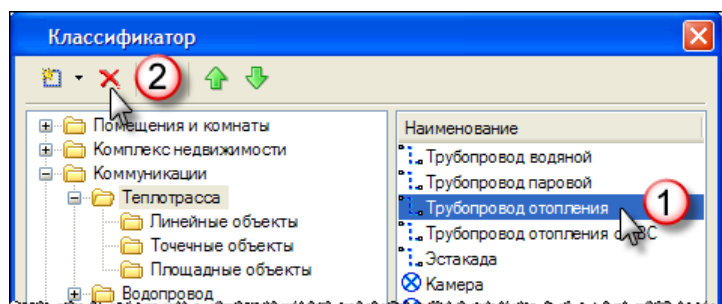 Классификатор
2
Помещения и комнаты
Комплекс недвижимости
Коммуникации
Теплотрасса
Линейные объекты
Точечные объекты
Площадные объекты
Водопровод
Наименование
Трубопровод водяной
Трубопровод паровой
Трубопровод отопления
1
Трубопровод отопления
Эстакада
Камера